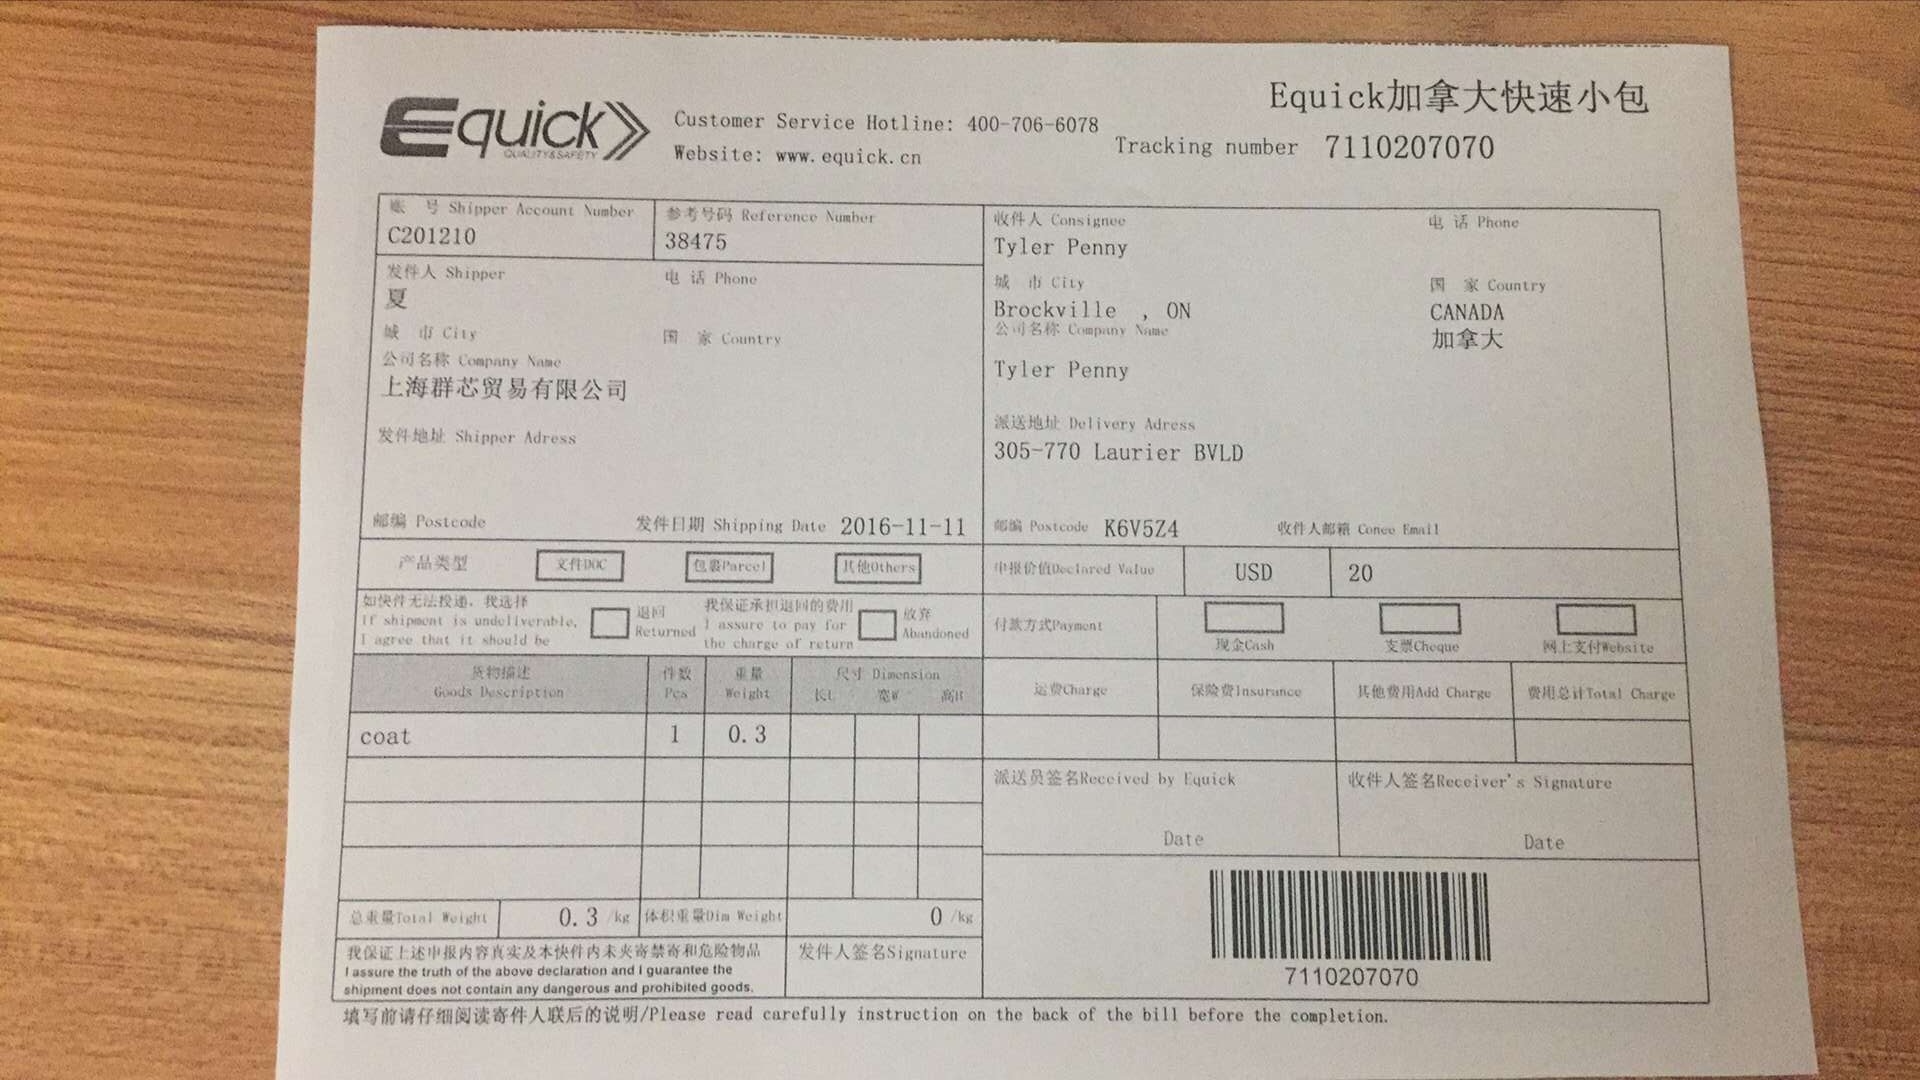 Equick
QUALITY&SAFETY
Customer Service Hotline: 400-706-6078
Website: www.equick.cn
Equick加拿大快速小包
Tracking number 7110207070
账 号 Shipper Account Number
C201210
参考号码 Reference Number
38475
发件人 Shipper
夏
电 话 Phone
城 市 City
国 家 Country
公司名称 Company Name
上海群芯贸易有限公司
发件地址 Shipper Adress
邮编 Postcode
发件日期 Shipping Date 2016-11-11
收件人 Consignee
Tyler Penny
电 话 Phone
城 市 City
Brockville , ON
国 家 Country
CANADA
加拿大
公司名称 Company Name
Tyler Penny
派送地址 Delivery Adress
305-770 Laurier BVLD
邮编 Postcode K6V5Z4
收件人邮箱 Conee Email
产品类型
文件DOC
包裹Parcel
其他Others
申报价值Declared Value
USD
20
如快件无法投递，我选择
If shipment is undeliverable,
I agree that it should be
退回
Returned
我保证承担退回的费用
I assure to pay for
the charge of return
放弃
Abandoned
付款方式Payment
现金Cash
支票Cheque
网上支付Website
货物描述
Goods Description
件数
Pcs
重量
Weight
尺寸 Dimension
长L 宽W 高H
运费Charge
保险费Insurance
其他费用Add Charge
费用总计Total Charge
coat
1
0.3
派送员签名Received by Equick
Date
收件人签名Receiver's Signature
Date
总重量Total Weight
0.3 /kg
体积重量Dim Weight
0 /kg
我保证上述申报内容真实及本快件内未夹寄禁寄和危险物品
I assure the truth of the above declaration and I guarantee the
shipment does not contain any dangerous and prohibited goods.
发件人签名Signature
7110207070
填写前请仔细阅读寄件人联后的说明/Please read carefully instruction on the back of the bill before the completion.